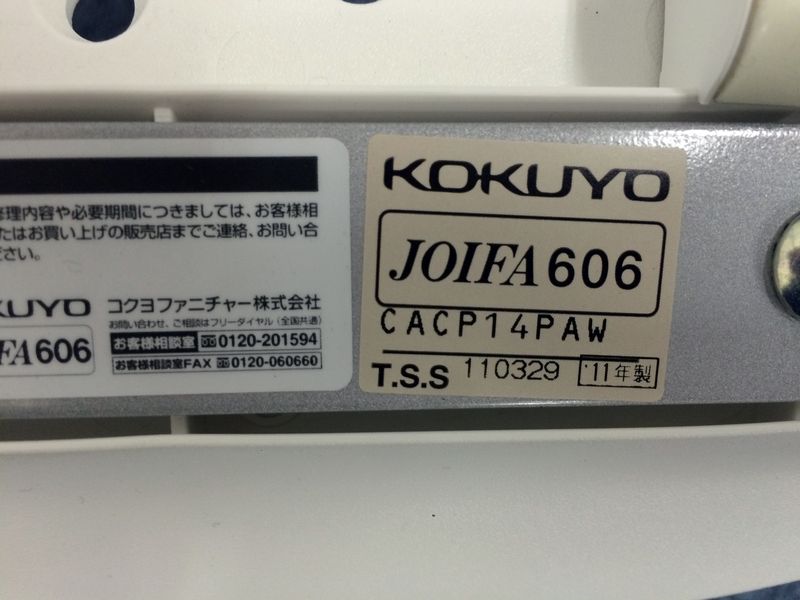 修理内容や必要期間につきましては、お客様相
たはお買い上げの販売店までご連絡、お問い合
ださい。
KUYO コクヨファニチャー株式会社
お問い合わせ、ご相談はフリーダイヤル(全国共通)
FA606 お客様相談室 0120-201594
お客様相談室FAX 0120-060660
KOKUYO
JOIFA606
CACP14PAW
T.S.S 110329 '11年製